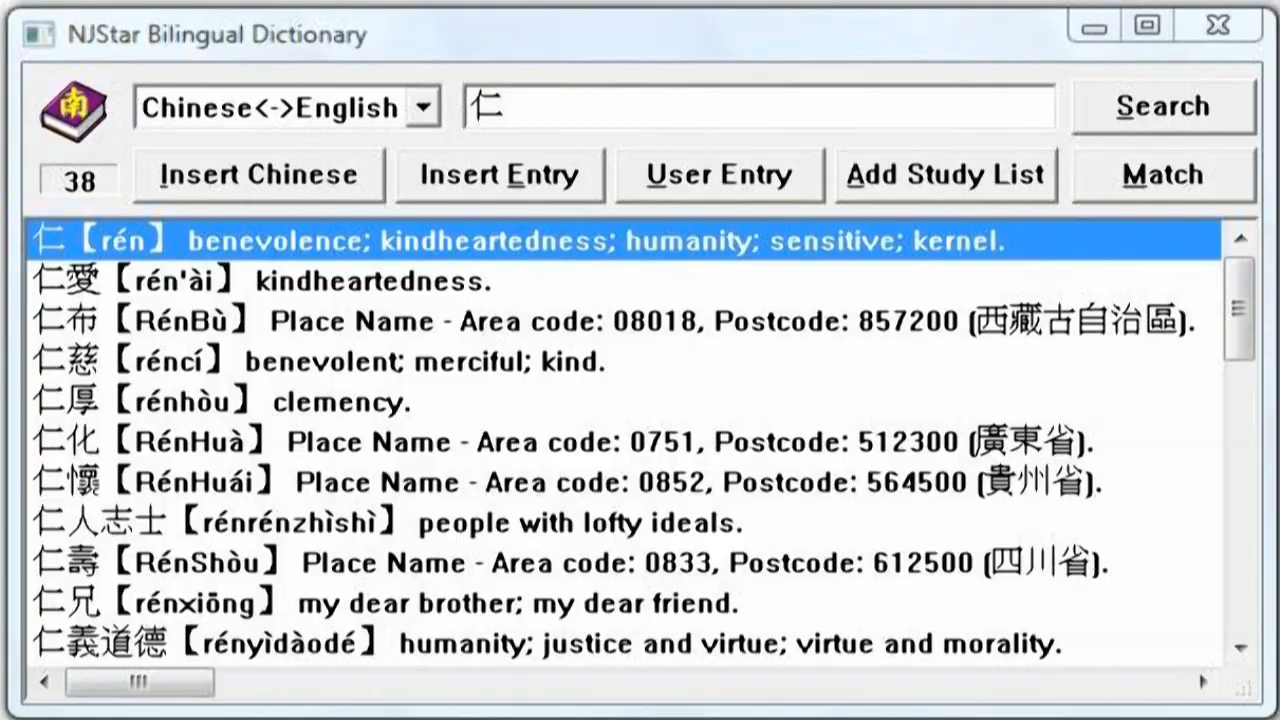 NJStar Bilingual Dictionary
南
Chinese<->English
仁
Search
38
Insert Chinese
Insert Entry
User Entry
Add Study List
Match
仁【rén】 benevolence; kindheartedness; humanity; sensitive; kernel.
仁愛【rén'ài】 kindheartedness.
仁布【RénBù】 Place Name - Area code: 08018, Postcode: 857200 (西藏古自治區).
仁慈【réncí】 benevolent; merciful; kind.
仁厚【rénhòu】 clemency.
仁化【RénHuà】 Place Name - Area code: 0751, Postcode: 512300 (廣東省).
仁懷【RénHuái】 Place Name - Area code: 0852, Postcode: 564500 (貴州省).
仁人志士【rénrénzhìshì】 people with lofty ideals.
仁壽【RénShòu】 Place Name - Area code: 0833, Postcode: 612500 (四川省).
仁兄【rénxiōng】 my dear brother; my dear friend.
仁義道德【rényìdàodé】 humanity; justice and virtue; virtue and morality.